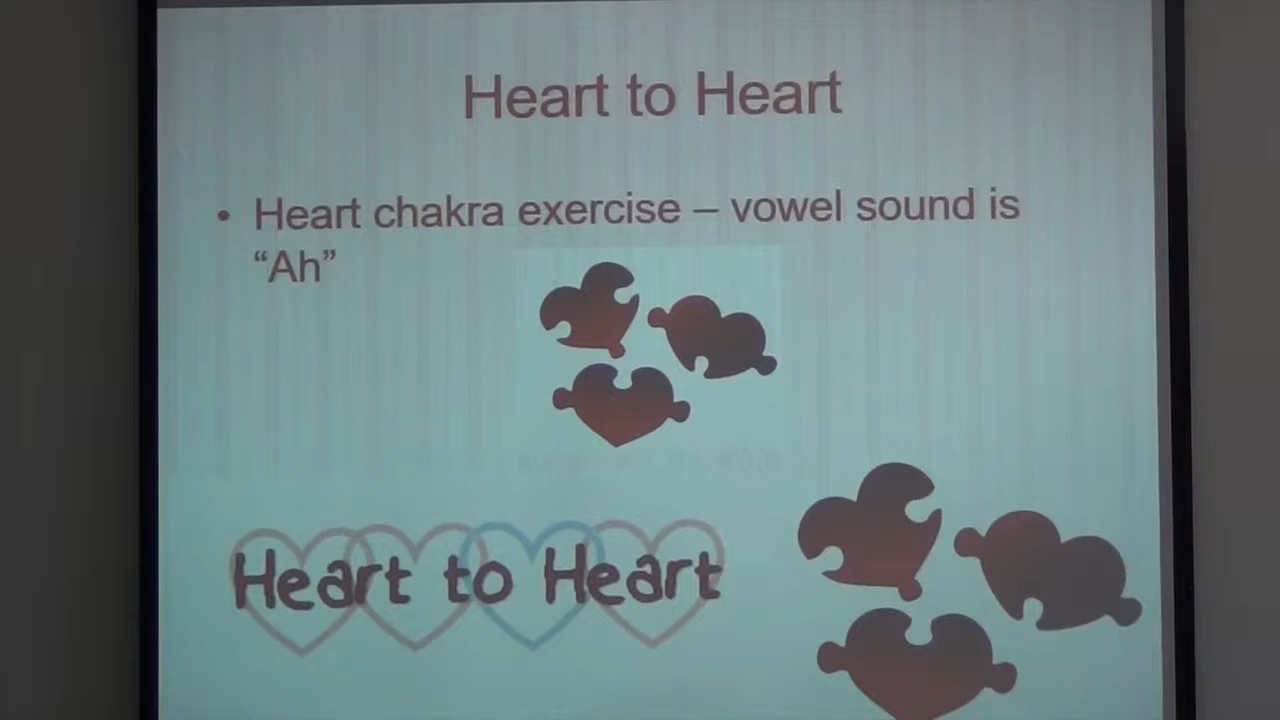 Heart to Heart
• Heart chakra exercise – vowel sound is
“Ah”
Heart to Heart